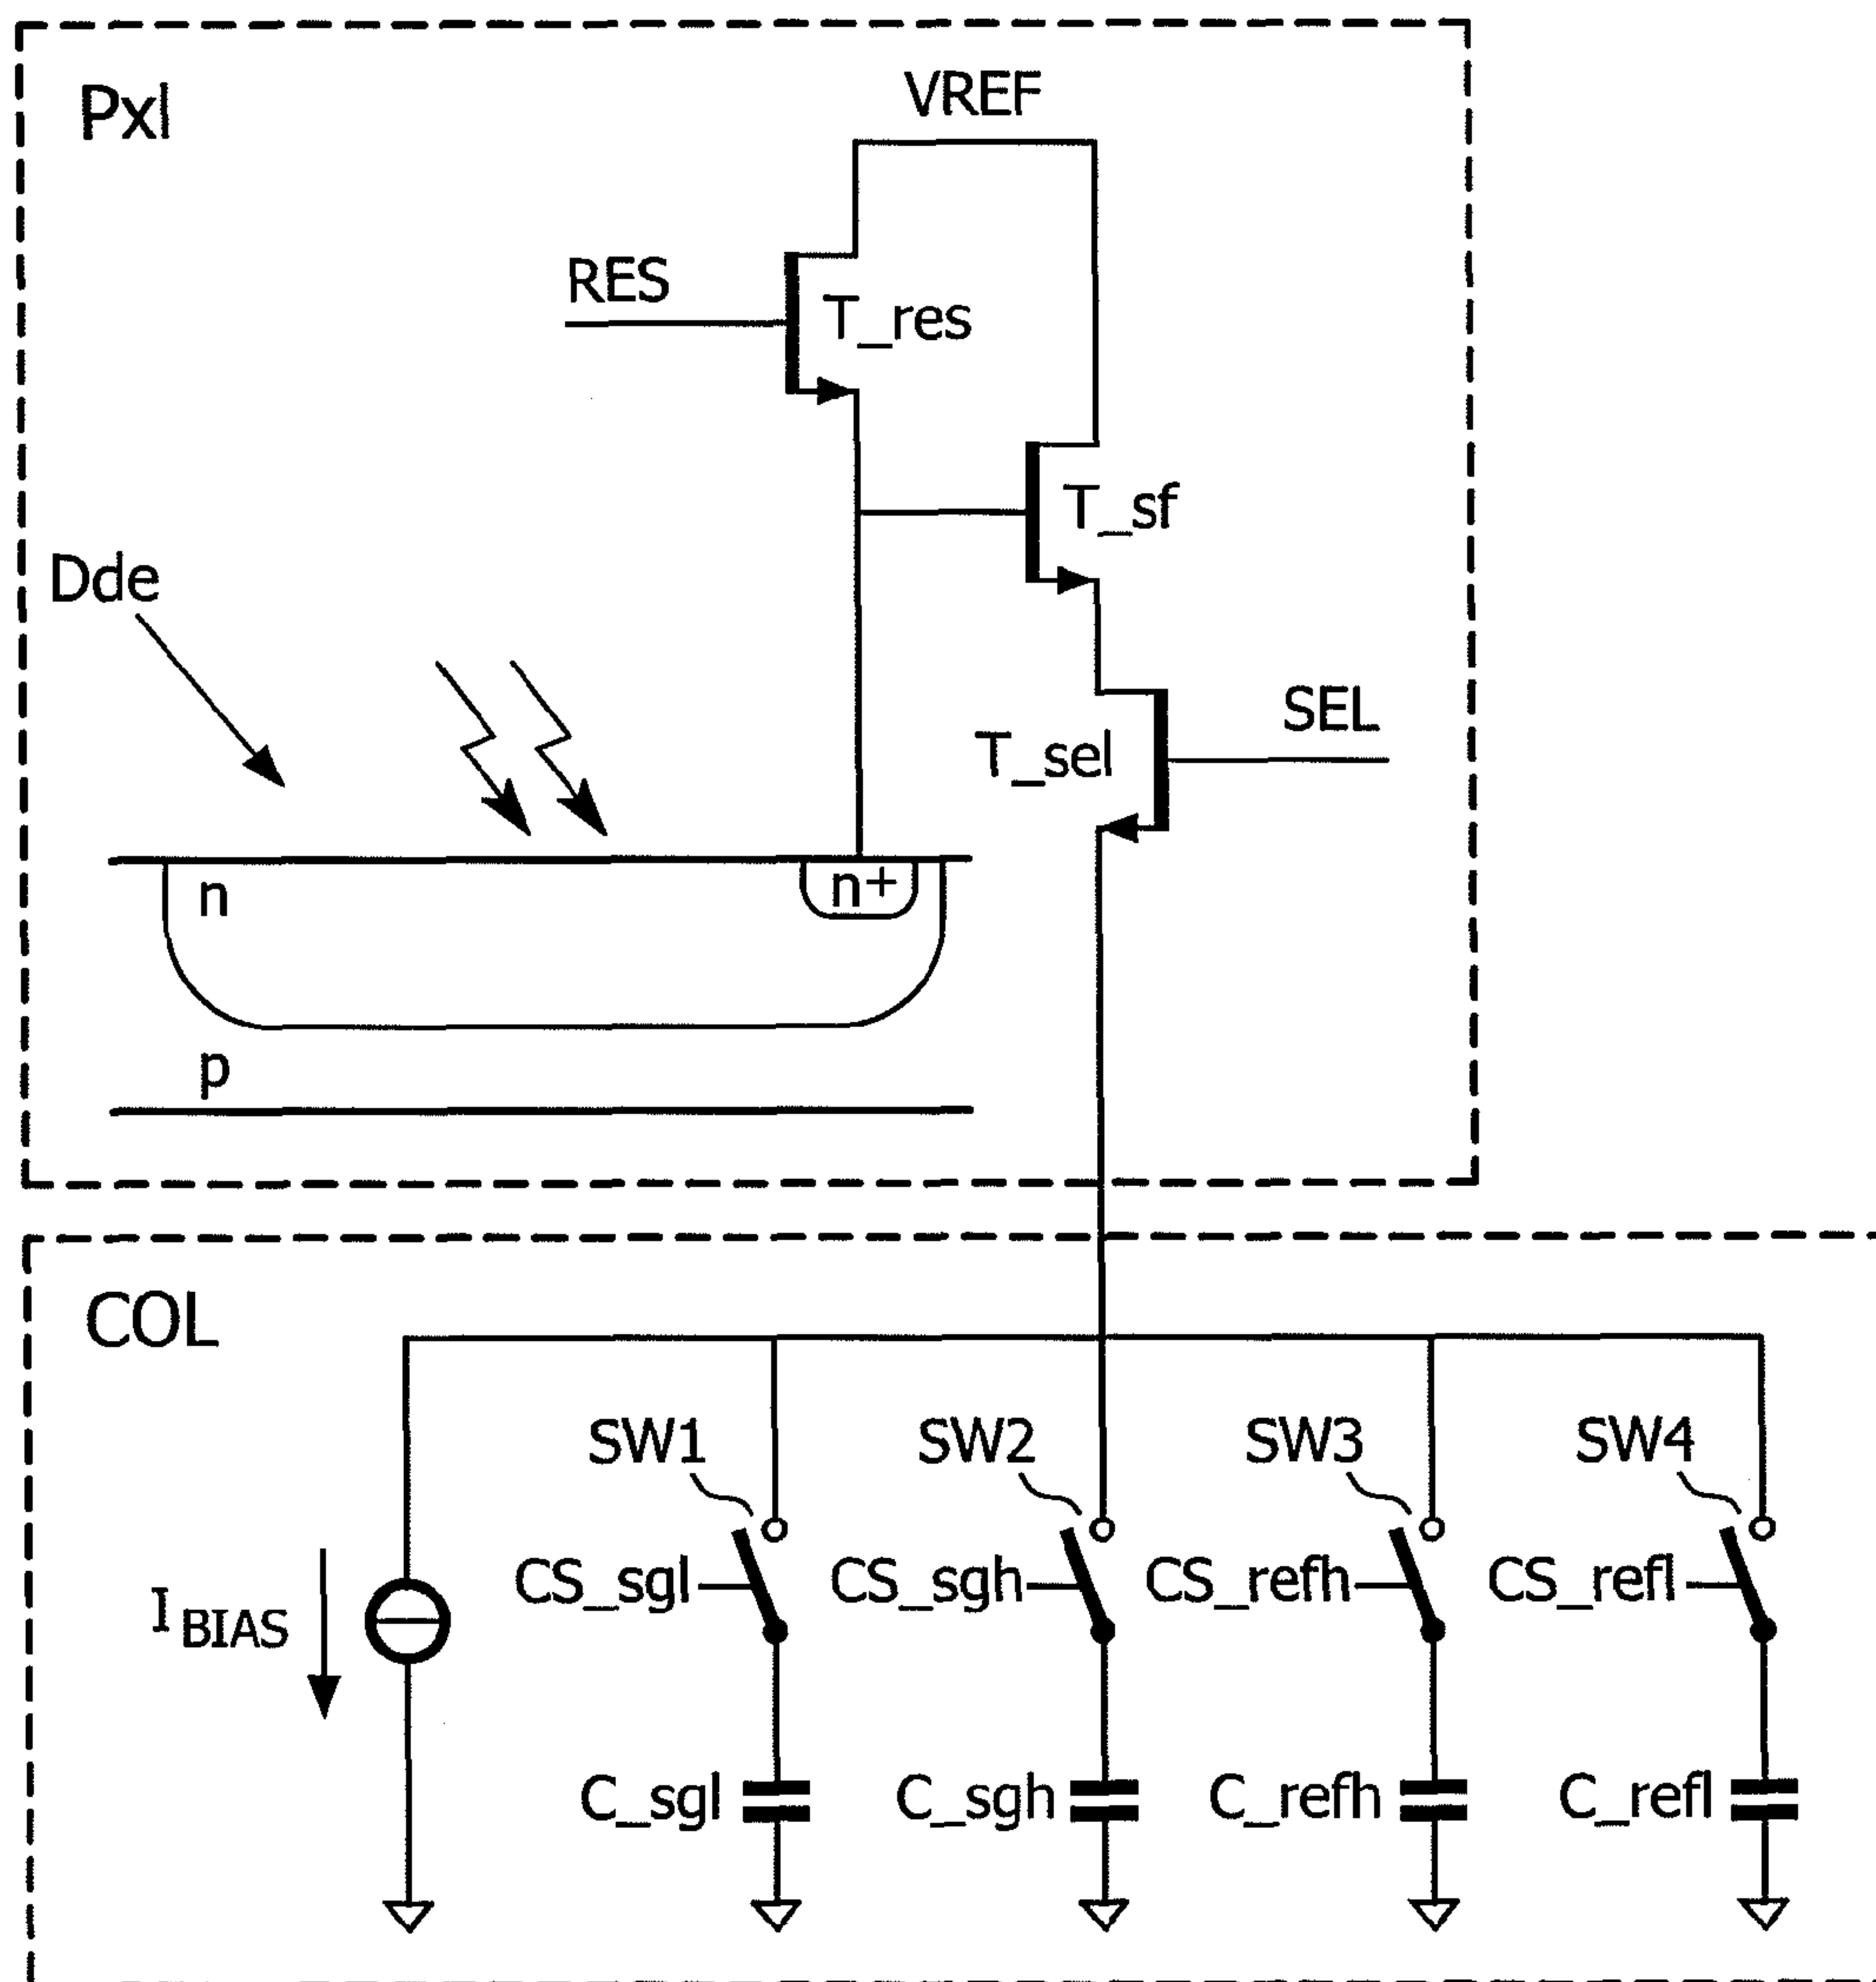 Pxl
VREF
RES
T_res
T_sf
Dde
SEL
T_sel
n
n+
p
COL
SW1
SW2
SW3
SW4
CS_sgl
CS_sgh
CS_refh
CS_refl
I BIAS
C_sgl
C_sgh
C_refh
C_refl